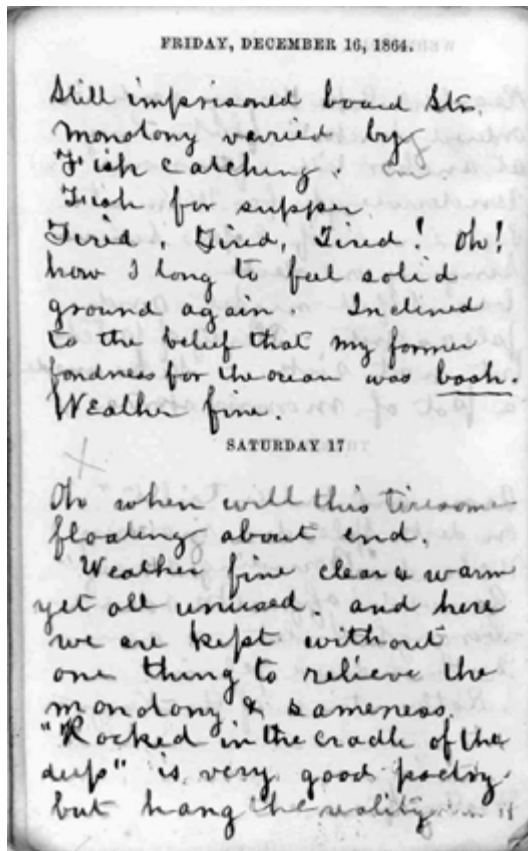 FRIDAY, DECEMBER 16, 1864.
Still imprisoned board Str.
monotony varied by
Fish catching.
Fish for supper
Tired, Tired, Tired! Oh!
how I long to feel solid
ground again. Inclined
to the belief that my former
fondness for the ocean was bosh.
Weather fine.
SATURDAY 17
Oh when will this tiresome
floating about end.
Weather fine clear & warm
yet all unused. and here
we are kept without
one thing to relieve the
monotony & sameness.
"Rocked in the cradle of the
deep" is very good poetry
but hang the reality